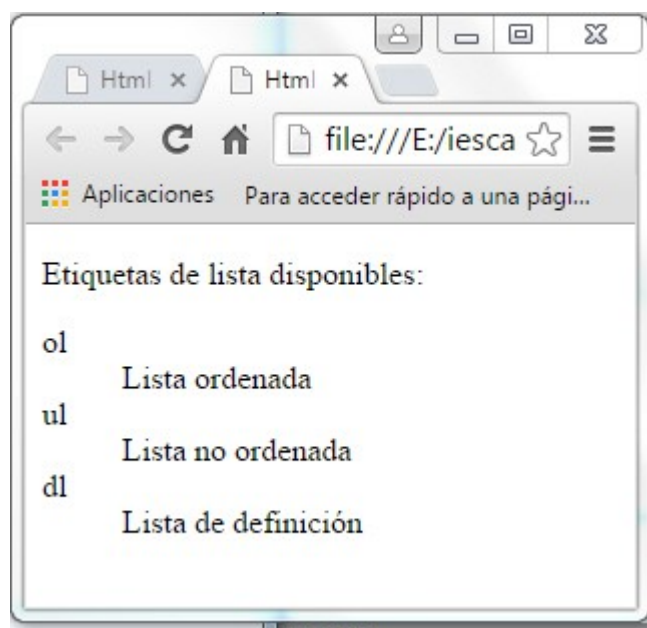 Html
Html
file:///E:/iesca
Aplicaciones Para acceder rápido a una pági...
Etiquetas de lista disponibles:
ol
Lista ordenada
ul
Lista no ordenada
dl
Lista de definición